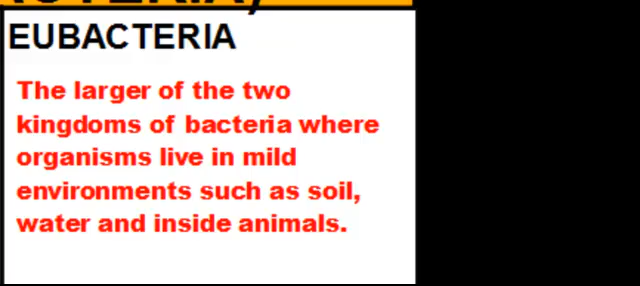 EUBACTERIA
The larger of the two
kingdoms of bacteria where
organisms live in mild
environments such as soil,
water and inside animals.